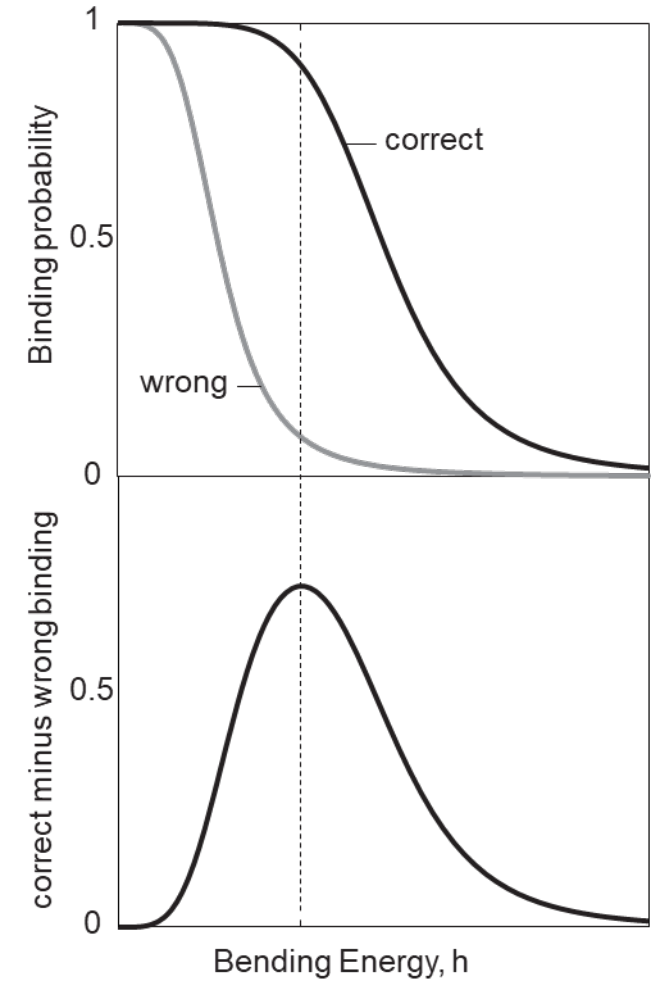 1
Binding probability
correct
0.5
wrong
0
correct minus wrong binding
0.5
0
Bending Energy, h